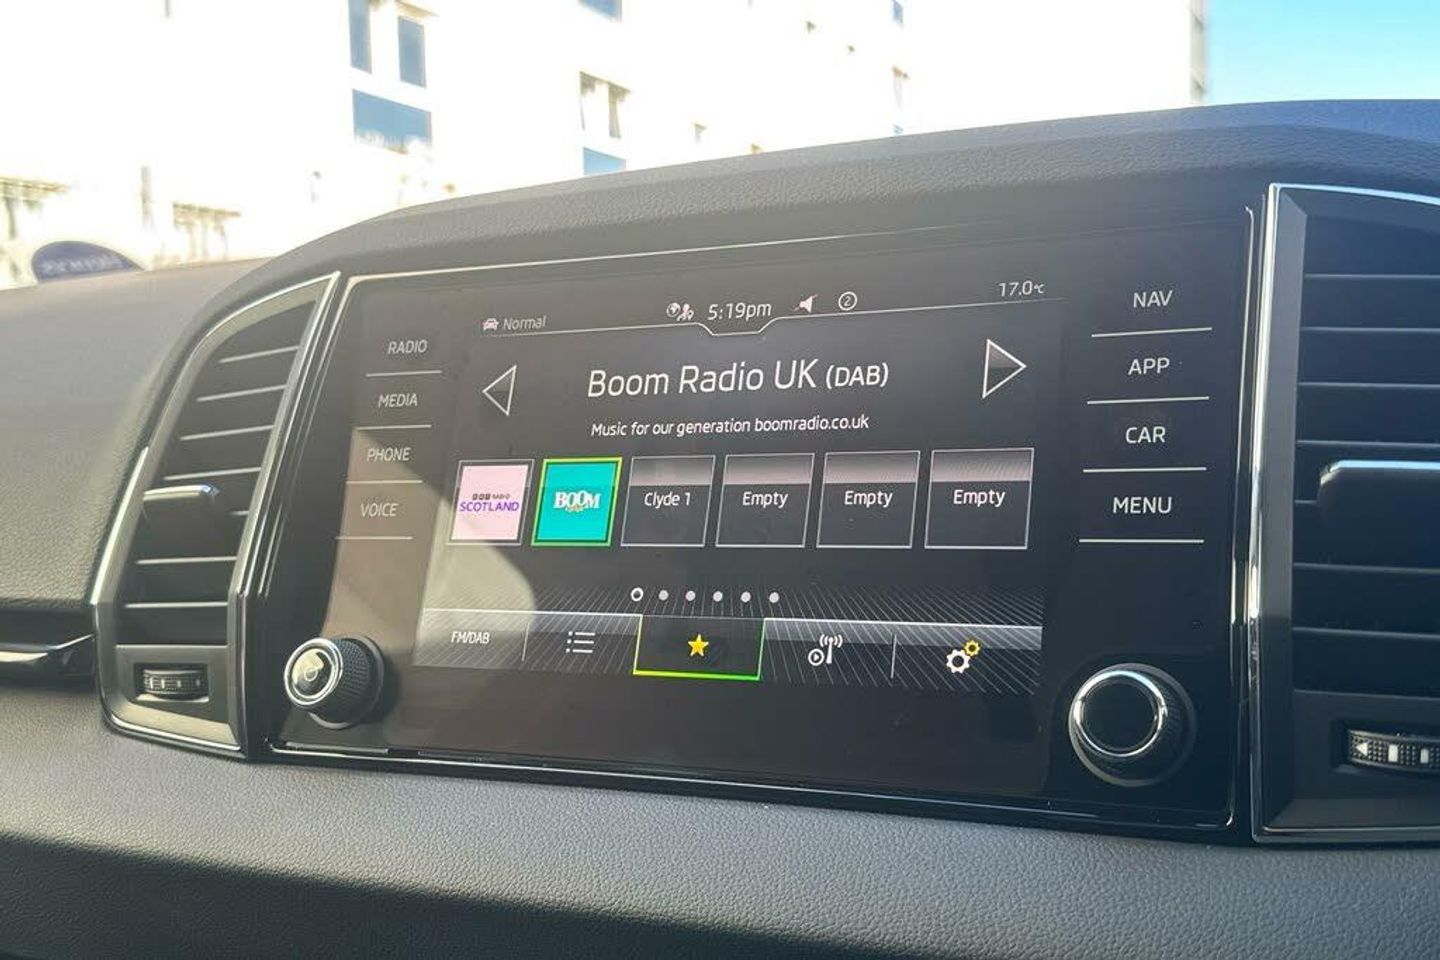 Normal
5:19pm
2
17.0°C
RADIO
MEDIA
PHONE
VOICE
Boom Radio UK (DAB)
Music for our generation boomradio.co.uk
BBC RADIO
SCOTLAND
BOOM
Clyde 1
Empty
Empty
Empty
FM/DAB
NAV
APP
CAR
MENU